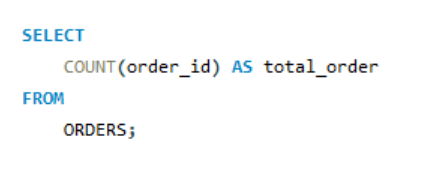 SELECT
COUNT(order_id) AS total_order
FROM
ORDERS;